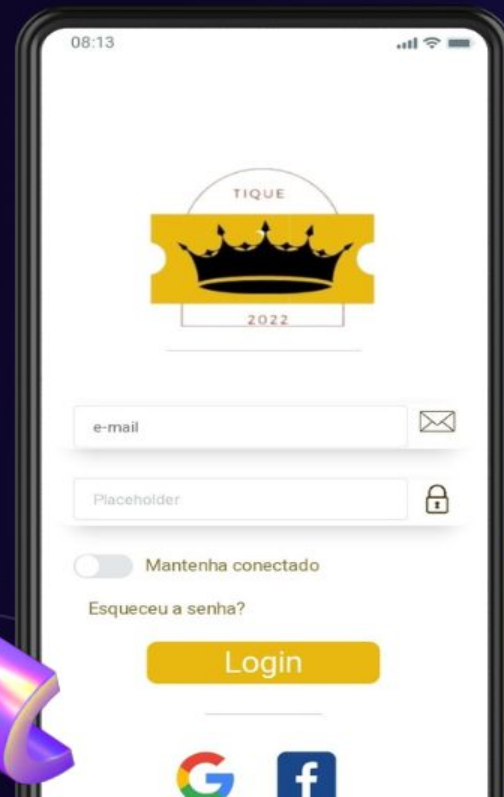 08:13
TIQUE
2022
e-mail
Placeholder
Mantenha conectado
Esqueceu a senha?
Login